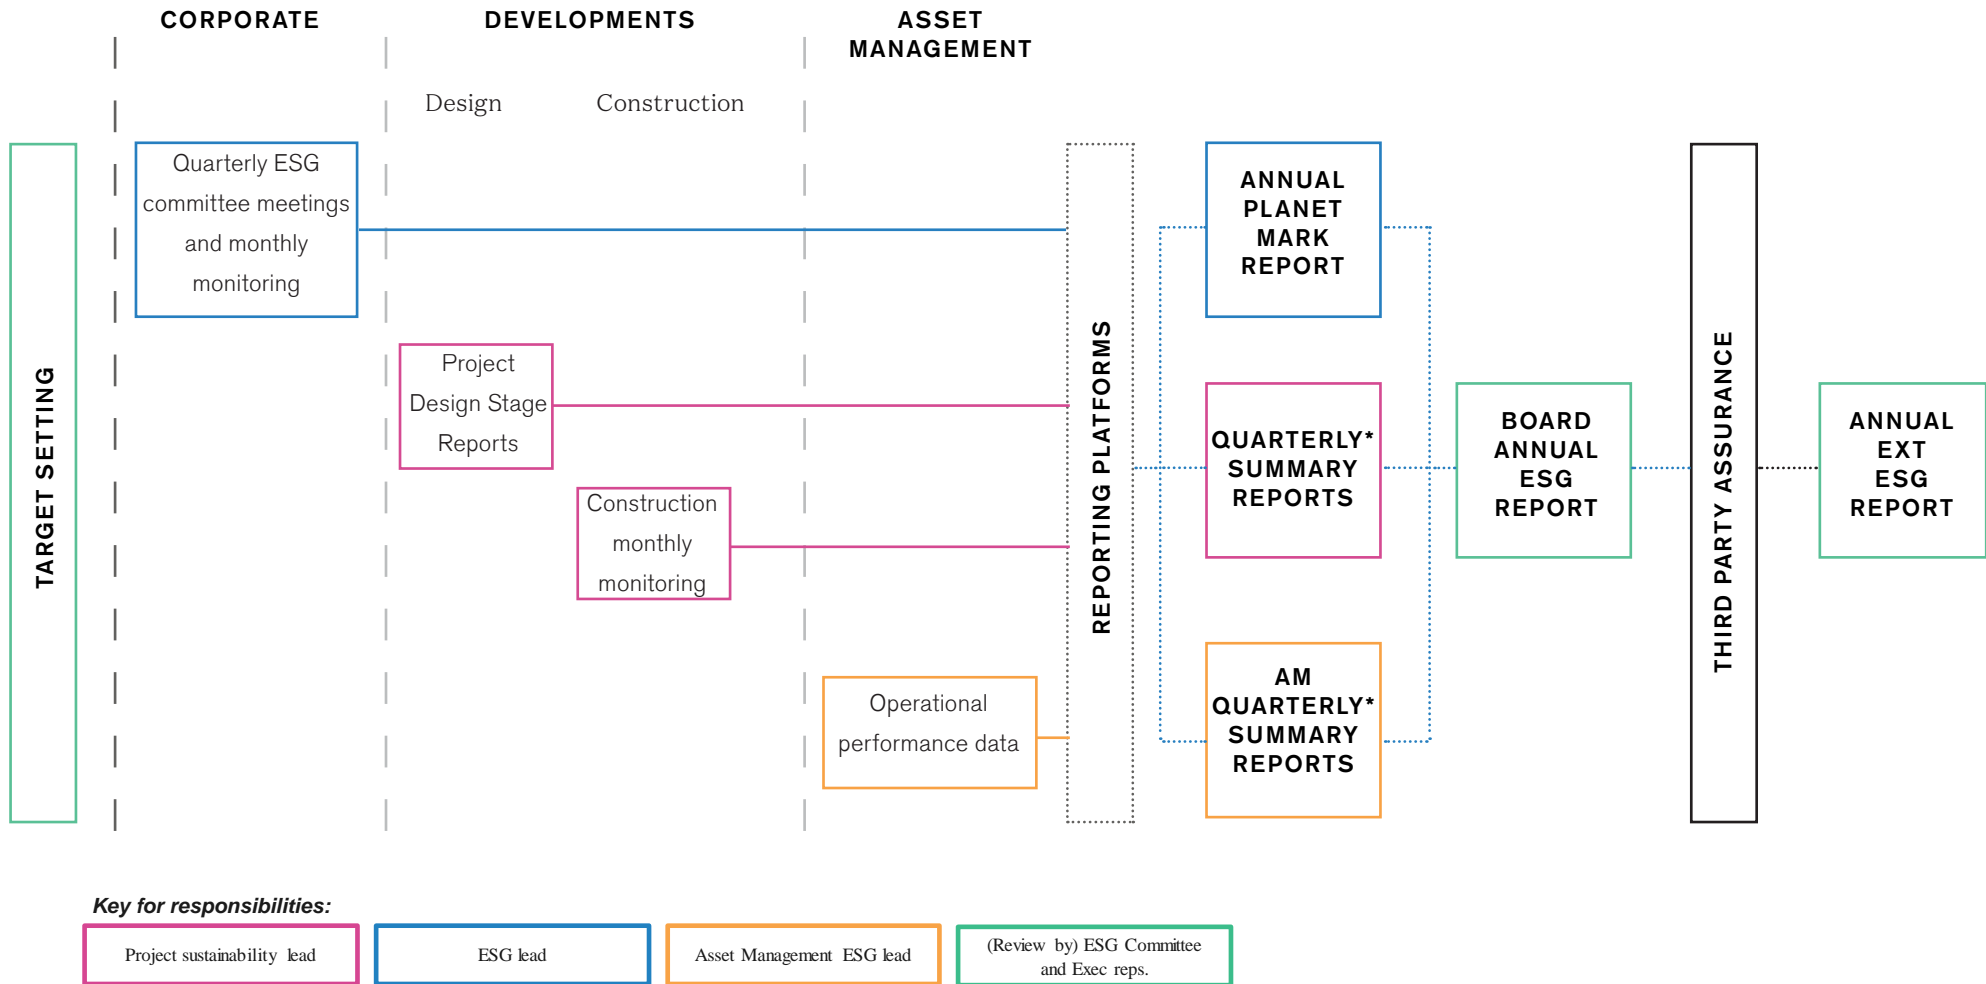 CORPORATE
DEVELOPMENTS
ASSET
MANAGEMENT
Design
Construction
TARGET SETTING
Quarterly ESG
committee meetings
and monthly
monitoring
Project
Design Stage
Reports
Construction
monthly
monitoring
Operational
performance data
REPORTING PLATFORMS
ANNUAL
PLANET
MARK
REPORT
QUARTERLY*
SUMMARY
REPORTS
AM
QUARTERLY*
SUMMARY
REPORTS
BOARD
ANNUAL
ESG
REPORT
THIRD PARTY ASSURANCE
ANNUAL
EXT
ESG
REPORT
Key for responsibilities:
Project sustainability lead
ESG lead
Asset Management ESG lead
(Review by) ESG Committee
and Exec reps.